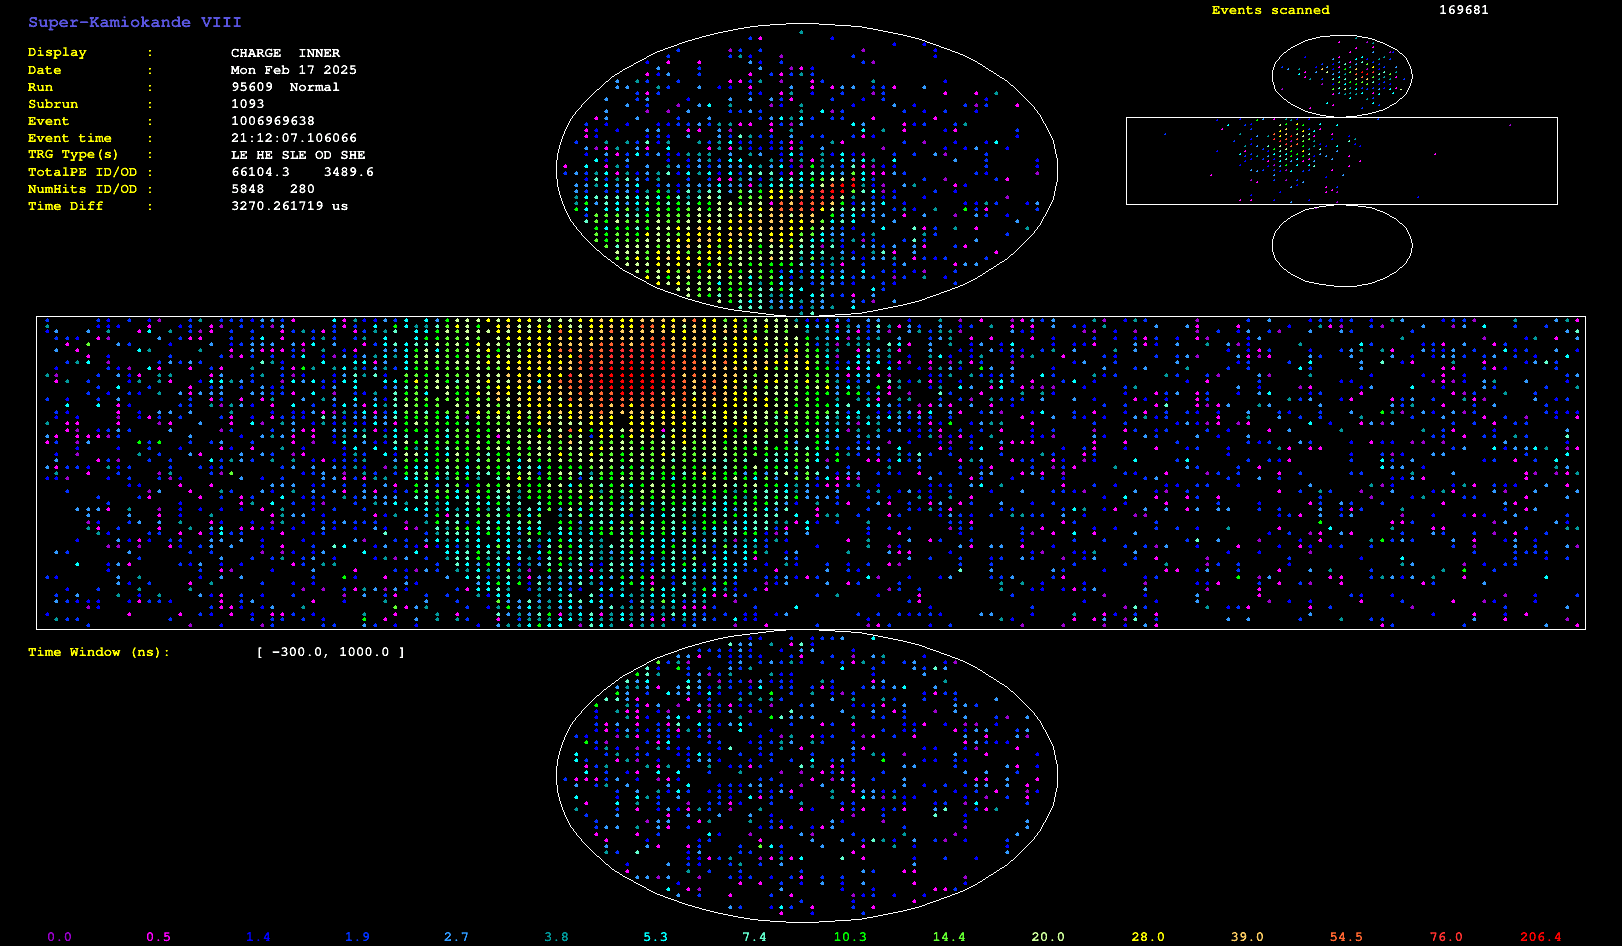 Super-Kamiokande VIII
Events scanned 169681
Display : CHARGE INNER
Date : Mon Feb 17 2025
Run : 95609 Normal
Subrun : 1093
Event : 1006969638
Event time : 21:12:07.106066
TRG Type(s) : LE HE SLE OD SHE
TotalPE ID/OD : 66104.3 3489.6
NumHits ID/OD : 5848 280
Time Diff : 3270.261719 us
Time Window (ns): [ -300.0, 1000.0 ]
0.0 0.5 1.4 1.9 2.7 3.8 5.3 7.4 10.3 14.4 20.0 28.0 39.0 54.5 76.0 206.4